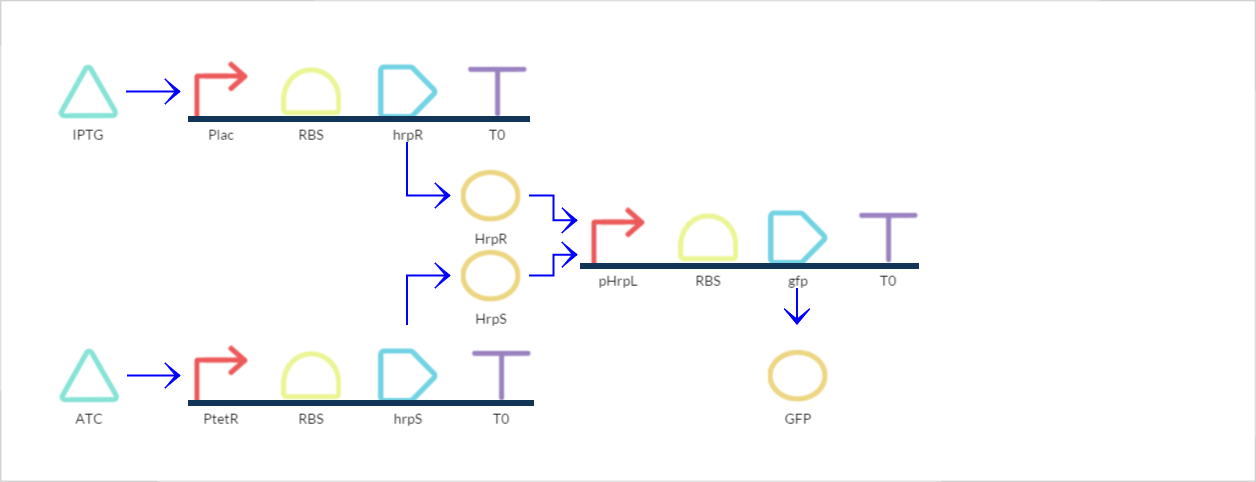 IPTG
Plac RBS hrpR T0
HrpR
HrpS
pHrpL RBS gfp T0
ATC
PtetR RBS hrpS T0
GFP